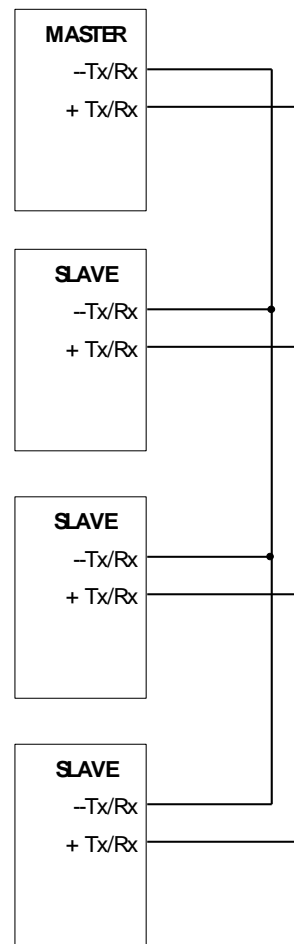 MASTER
--Tx/Rx
+ Tx/Rx
SLAVE
--Tx/Rx
+ Tx/Rx
SLAVE
--Tx/Rx
+ Tx/Rx
SLAVE
--Tx/Rx
+ Tx/Rx